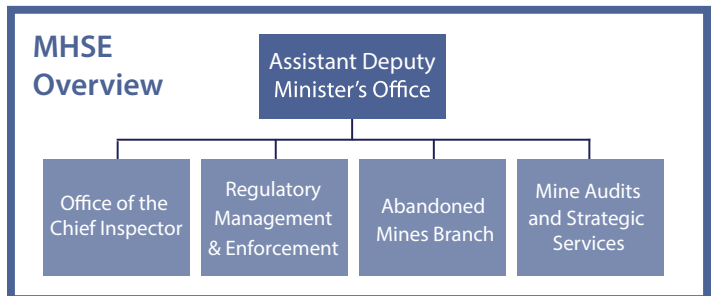 MHSE
Overview
Assistant Deputy
Minister's Office
Office of the
Chief Inspector
Regulatory
Management
& Enforcement
Abandoned
Mines Branch
Mine Audits
and Strategic
Services